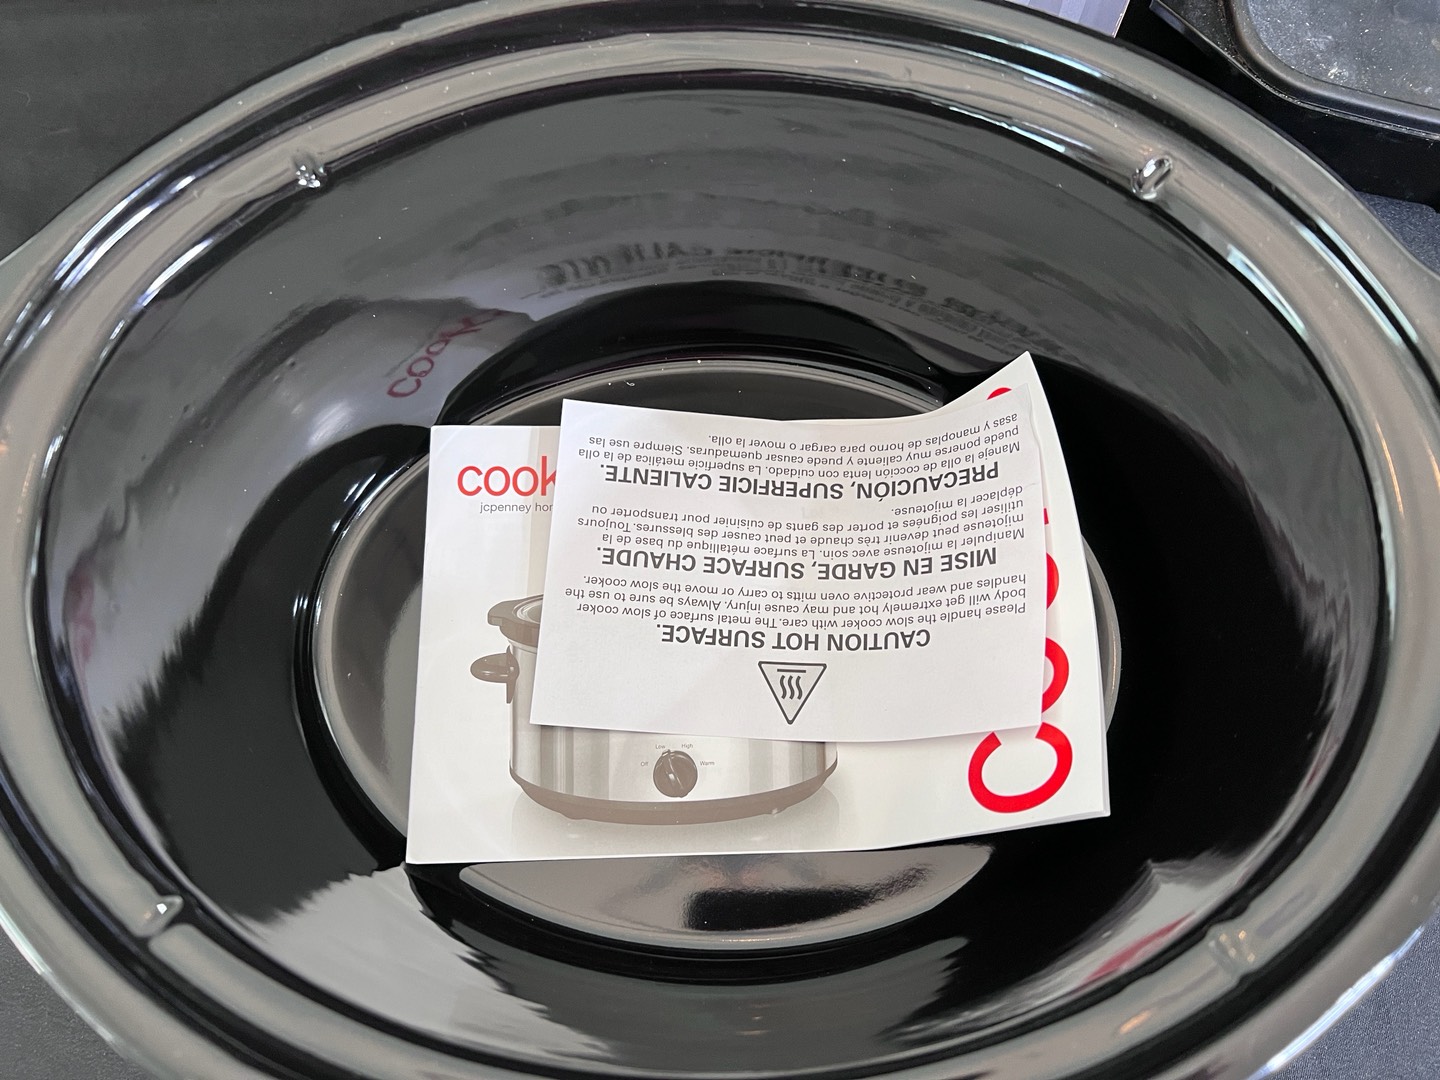 cook
jcpenney hom
Low
High
Off
Warm
coo
CAUTION HOT SURFACE.
Please handle the slow cooker with care. The metal surface of slow cooker
body will get extremely hot and may cause injury. Always be sure to use the
handles and wear protective oven mitts to carry or move the slow cooker.
MISE EN GARDE, SURFACE CHAUDE.
Manipuler la mijoteuse avec soin. La surface métallique du base de la
mijoteuse peut devenir très chaude et peut causer des blessures. Toujours
utiliser les poignées et porter des gants de cuisinier pour transporter ou
déplacer la mijoteuse.
PRECAUCIÓN, SUPERFICIE CALIENTE.
Maneje la olla de cocción lenta con cuidado. La superficie metálica de la olla
puede ponerse muy caliente y puede causar quemaduras. Siempre use las
asas y manoplas de horno para cargar o mover la olla.